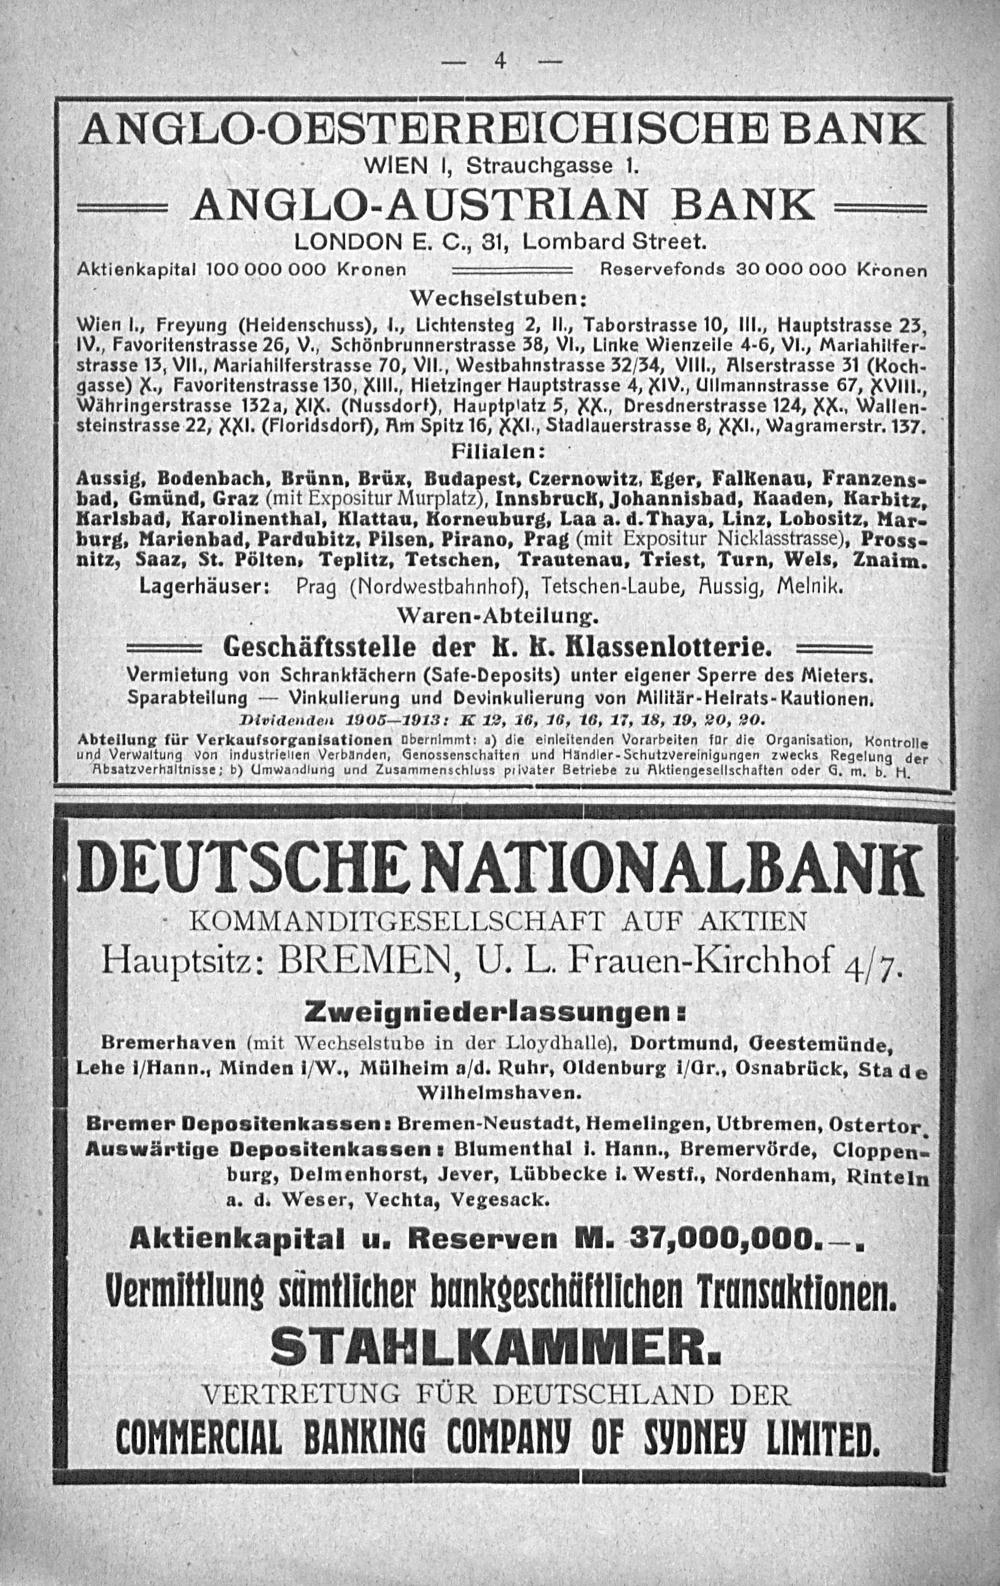 — 4 —
ANGLO-OESTERREICHISCHE BANK
WIEN I, Strauchgasse 1.
ANGLO-AUSTRIAN BANK
LONDON E. C., 31, Lombard Street.
Aktienkapital 100 000 000 Kronen Reservefonds 30 000 000 Kronen
Wechselstuben:
Wien I., Freyung (Heidenschuss), I., Lichtensteg 2, II., Taborstrasse 10, III., Hauptstrasse 23,
IV., Favoritenstrasse 26, V., Schönbrunnerstrasse 38, VI., Linke Wienzeile 4-6, VI., Mariahilfer-
strasse 13, VII., Mariahilferstrasse 70, VII., Westbahnstrasse 32/34, VIII., Alserstrasse 31 (Koch-
gasse) X., Favoritenstrasse 130, XIII., Hietzinger Hauptstrasse 4, XIV., Ullmannstrasse 67, XVIII.,
Währingerstrasse 132a, XIX. (Nussdorf), Hauptplatz 5, XX., Dresdnerstrasse 124, XX., Wallen-
steinstrasse 22, XXI. (Floridsdorf), Am Spitz 16, XXI., Stadlauerstrasse 8, XXI., Wagramerstr. 137.
Filialen:
Aussig, Bodenbach, Brünn, Brüx, Budapest, Czernowitz, Eger, Falkenau, Franzens-
bad, Gmünd, Graz (mit Expositur Murplatz), Innsbruck, Johannisbad, Kaaden, Karbitz,
Karlsbad, Karolinenthal, Klattau, Korneuburg, Laa a. d. Thaya, Linz, Lobositz, Mar-
burg, Marienbad, Pardubitz, Pilsen, Pirano, Prag (mit Expositur Nicklasstrasse), Pross-
nitz, Saaz, St. Pölten, Teplitz, Tetschen, Trautenau, Triest, Turn, Wels, Znaim.
Lagerhäuser: Prag (Nordwestbahnhof), Tetschen-Laube, Aussig, Melnik.
Waren-Abteilung.
Geschäftsstelle der K. K. Klassenlotterie.
Vermietung von Schrankfächern (Safe-Deposits) unter eigener Sperre des Mieters.
Sparabteilung — Vinkulierung und Devinkulierung von Militär-Heirats-Kautionen.
Dividenden 1905—1913: K 12, 16, 16, 16, 17, 18, 19, 20, 20.
Abteilung für Verkaufsorganisationen übernimmt: a) die einleitenden Vorarbeiten für die Organisation, Kontrolle
und Verwaltung von industriellen Verbänden, Genossenschaften und Händler-Schutzvereinigungen zwecks Regelung der
Absatzverhältnisse; b) Umwandlung und Zusammenschluss privater Betriebe zu Aktiengesellschaften oder G. m. b. H.
DEUTSCHE NATIONALBANK
KOMMANDITGESELLSCHAFT AUF AKTIEN
Hauptsitz: BREMEN, U. L. Frauen-Kirchhof 4/7.
Zweigniederlassungen:
Bremerhaven (mit Wechselstube in der Lloydhalle), Dortmund, Geestemünde,
Lehe i/Hann., Minden i/W., Mülheim a/d. Ruhr, Oldenburg i/Gr., Osnabrück, Stade
Wilhelmshaven.
Bremer Depositenkassen: Bremen-Neustadt, Hemelingen, Utbremen, Ostertor.
Auswärtige Depositenkassen: Blumenthal i. Hann., Bremervörde, Cloppen-
burg, Delmenhorst, Jever, Lübbecke i. Westf., Nordenham, Rinteln
a. d. Weser, Vechta, Vegesack.
Aktienkapital u. Reserven M. 37,000,000.—.
Vermittlung sämtlicher bankgeschäftlichen Transaktionen.
STAHLKAMMER.
VERTRETUNG FÜR DEUTSCHLAND DER
COMMERCIAL BANKING COMPANY OF SYDNEY LIMITED.